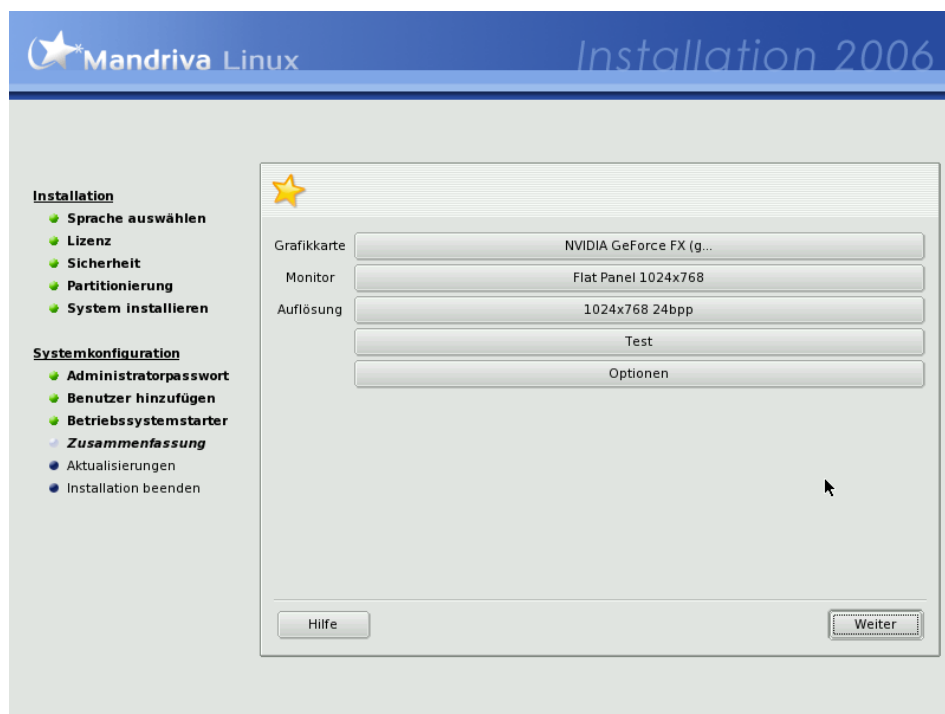 Mandriva Linux
Installation 2006
Installation
Sprache auswählen
Lizenz
Sicherheit
Partitionierung
System installieren
Systemkonfiguration
Administratorpasswort
Benutzer hinzufügen
Betriebssystemstarter
Zusammenfassung
Aktualisierungen
Installation beenden
Grafikkarte NVIDIA GeForce FX (g...
Monitor Flat Panel 1024x768
Auflösung 1024x768 24bpp
Test
Optionen
Hilfe Weiter